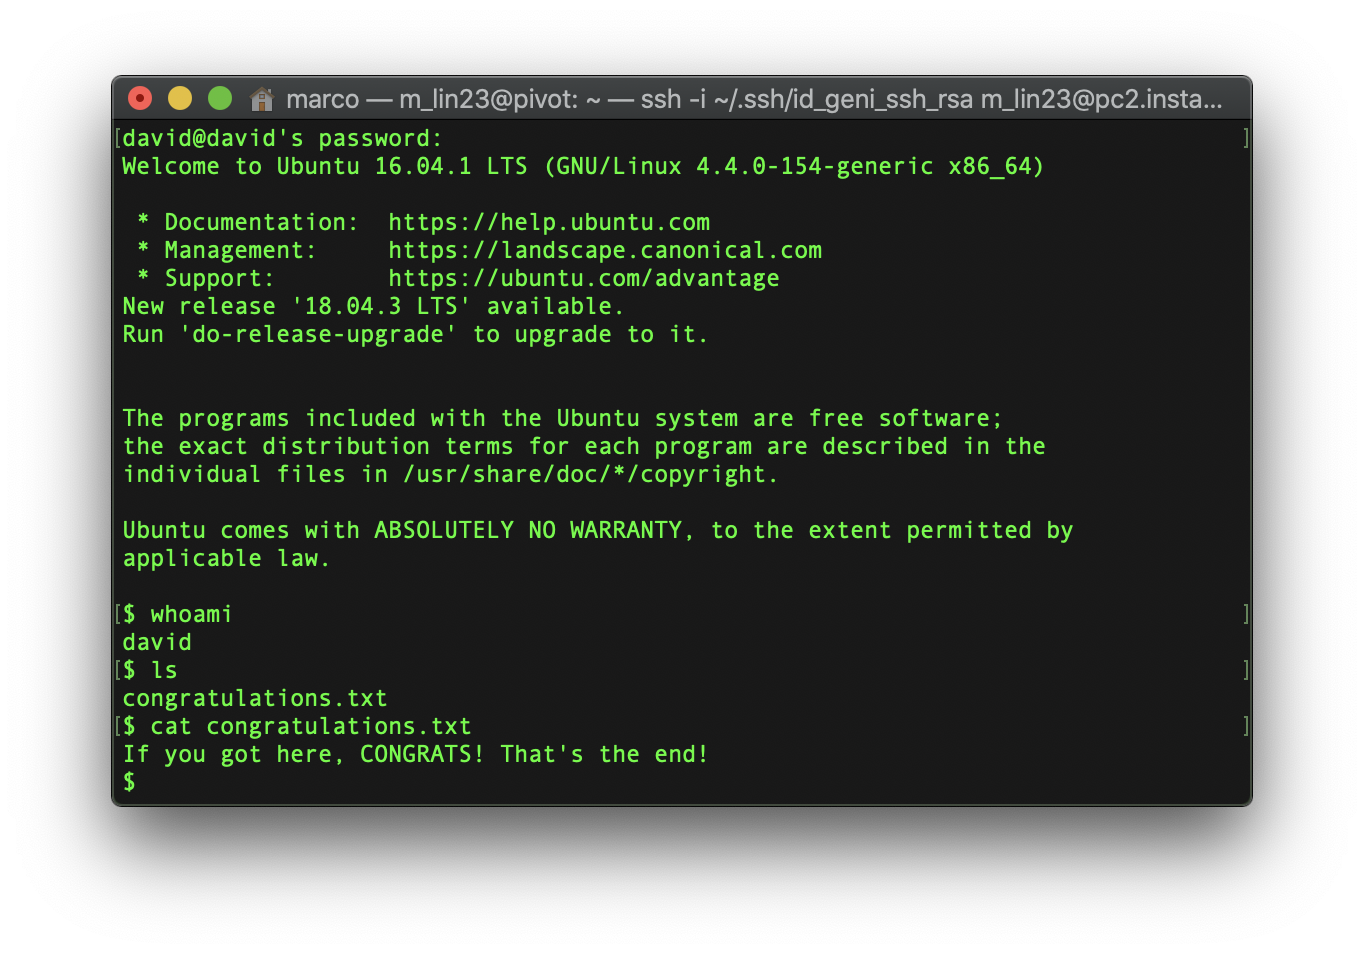 marco — m_lin23@pivot: ~ — ssh -i ~/.ssh/id_geni_ssh_rsa m_lin23@pc2.insta...
[david@david's password: ]
Welcome to Ubuntu 16.04.1 LTS (GNU/Linux 4.4.0-154-generic x86_64)
* Documentation: https://help.ubuntu.com
* Management: https://landscape.canonical.com
* Support: https://ubuntu.com/advantage
New release '18.04.3 LTS' available.
Run 'do-release-upgrade' to upgrade to it.
The programs included with the Ubuntu system are free software;
the exact distribution terms for each program are described in the
individual files in /usr/share/doc/*/copyright.
Ubuntu comes with ABSOLUTELY NO WARRANTY, to the extent permitted by
applicable law.
[$ whoami ]
david
[$ ls ]
congratulations.txt
[$ cat congratulations.txt ]
If you got here, CONGRATS! That's the end!
$